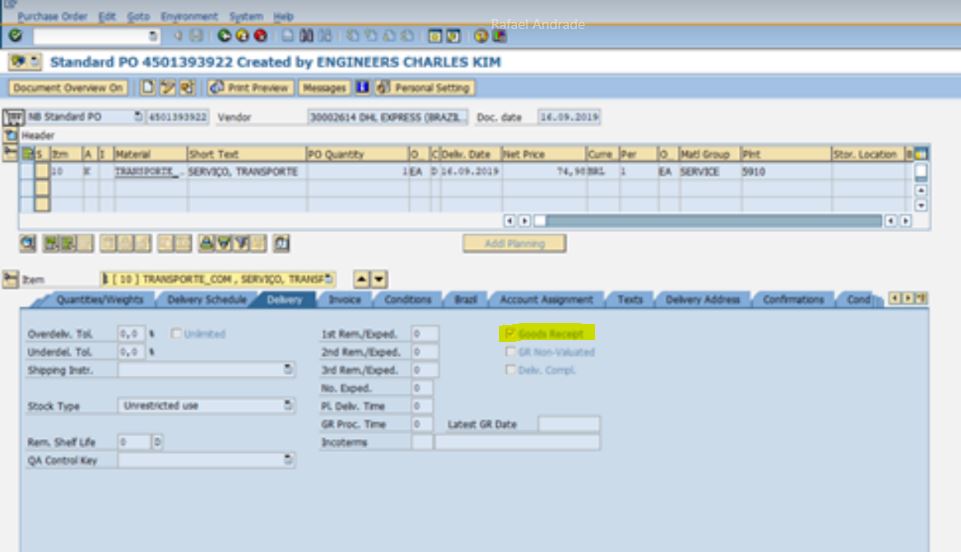 Purchase Order Edit Goto Environment System Help
Rafael Andrade
Standard PO 4501393922 Created by ENGINEERS CHARLES KIM
Document Overview On Print Preview Messages Personal Setting
NB Standard PO 4501393922 Vendor 30002614 DHL EXPRESS (BRAZIL.. Doc. date 16.09.2019
Header
S Itm A I Material Short Text PO Quantity O.. C Deliv. Date Net Price Curre.. Per O.. Matl Group Plnt Stor. Location B
10 K TRANSPORTE_.. SERVIÇO, TRANSPORTE 1 EA D 16.09.2019 74,98 BRL 1 EA SERVICE 5910
Addl Planning
Item [ 10 ] TRANSPORTE_COM , SERVIÇO, TRANSP
Quantities/Weights Delivery Schedule Delivery Invoice Conditions Brazil Account Assignment Texts Delivery Address Confirmations Cond
Overdeliv. Tol. 0,0 % Unlimited 1st Rem./Exped. 0 Goods Receipt
Underdel. Tol. 0,0 % 2nd Rem./Exped. 0 GR Non-Valuated
Shipping Instr. 3rd Rem./Exped. 0 Deliv. Compl.
No. Exped. 0
Stock Type Unrestricted use Pl. Deliv. Time 0
GR Proc. Time 0 Latest GR Date
Rem. Shelf Life 0 D Incoterms
QA Control Key